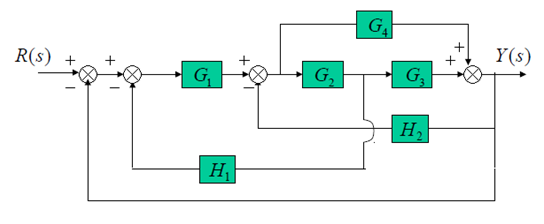 G₄
R(s) + + + + + Y(s)
G₁ G₂ G₃
− − −
H₂
H₁